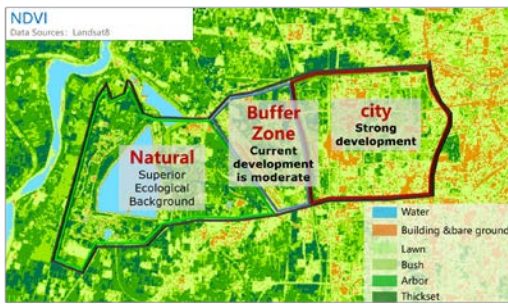 NDVI
Data Sources: Landsat8
Natural
Superior
Ecological
Background
Buffer
Zone
Current
development
is moderate
city
Strong
development
Water
Building &bare ground
Lawn
Bush
Arbor
Thickset